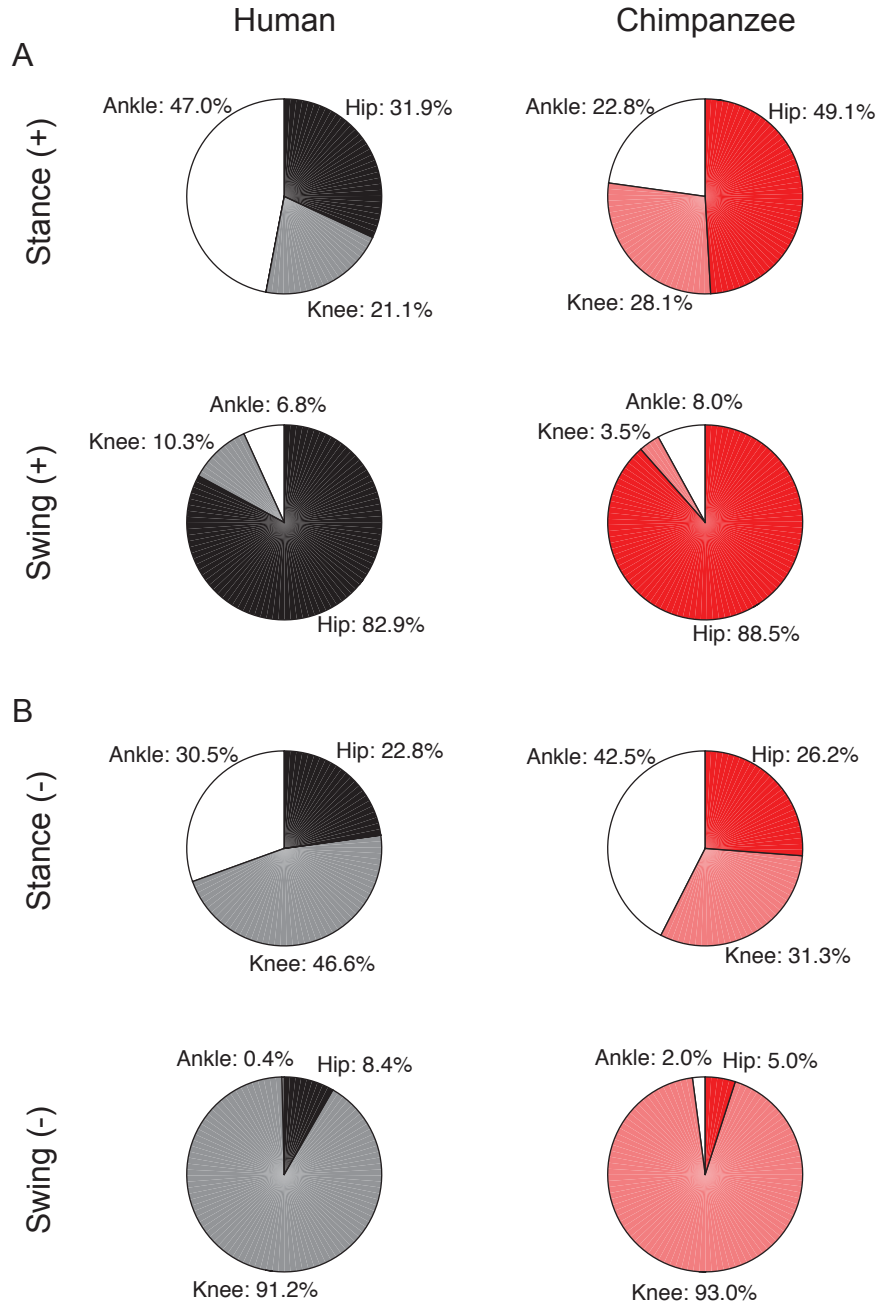 Human Chimpanzee
A
Stance (+)
Ankle: 47.0% Hip: 31.9%
Knee: 21.1%
Ankle: 22.8% Hip: 49.1%
Knee: 28.1%
Swing (+)
Ankle: 6.8%
Knee: 10.3%
Hip: 82.9%
Ankle: 8.0%
Knee: 3.5%
Hip: 88.5%
B
Stance (-)
Ankle: 30.5% Hip: 22.8%
Knee: 46.6%
Ankle: 42.5% Hip: 26.2%
Knee: 31.3%
Swing (-)
Ankle: 0.4% Hip: 8.4%
Knee: 91.2%
Ankle: 2.0% Hip: 5.0%
Knee: 93.0%